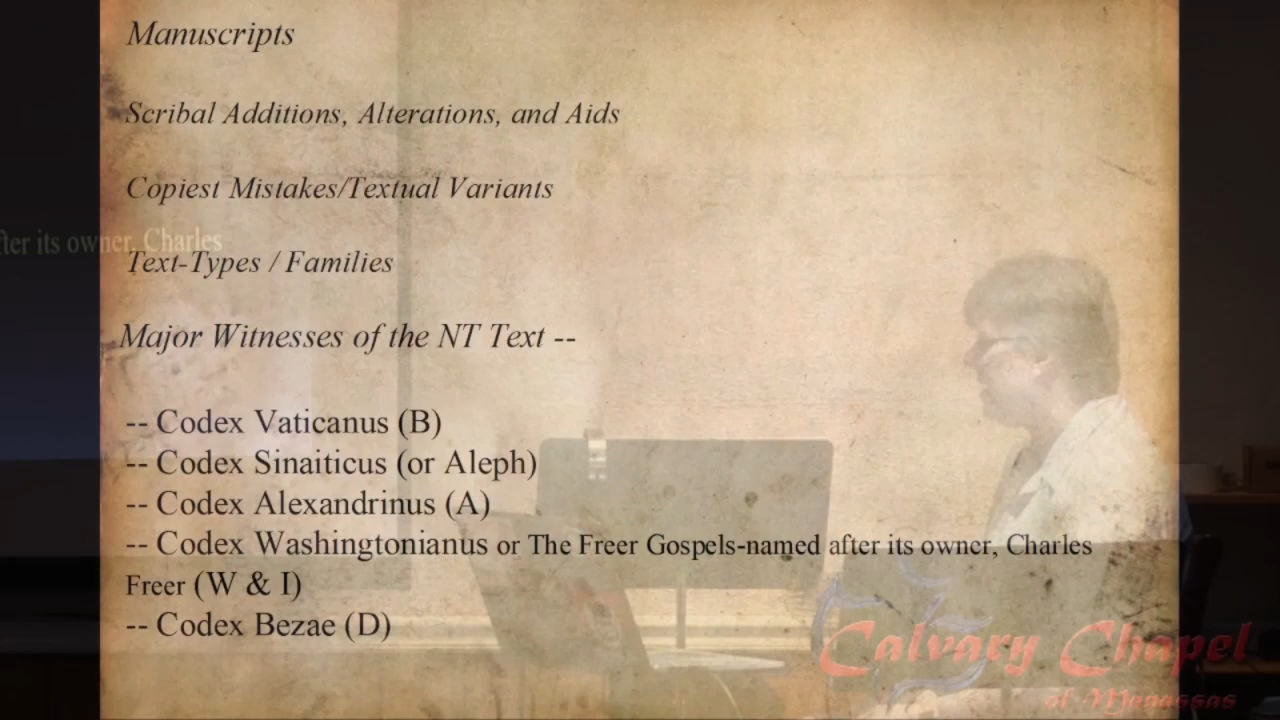 Manuscripts
Scribal Additions, Alterations, and Aids
Copiest Mistakes/Textual Variants
fter its owner, Charles
Text-Types / Families
Major Witnesses of the NT Text --
-- Codex Vaticanus (B)
-- Codex Sinaiticus (or Aleph)
-- Codex Alexandrinus (A)
-- Codex Washingtonianus or The Freer Gospels-named after its owner, Charles
Freer (W & I)
-- Codex Bezae (D)
Calvary Chapel
of Manassas